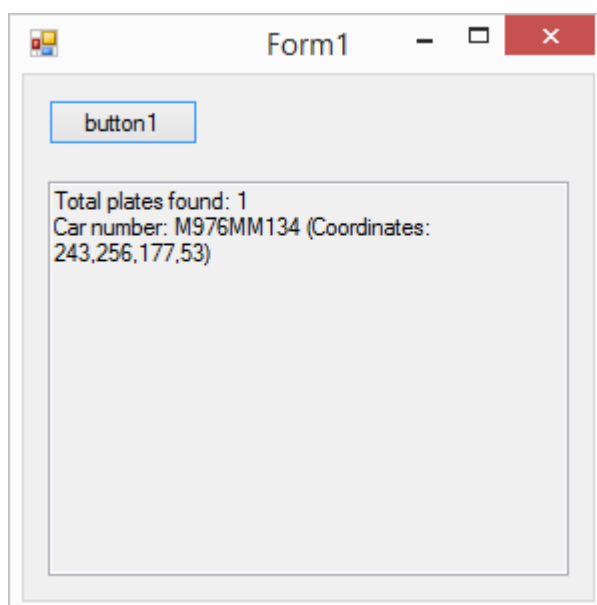 Form1
button1
Total plates found: 1
Car number: M976MM134 (Coordinates:
243,256,177,53)